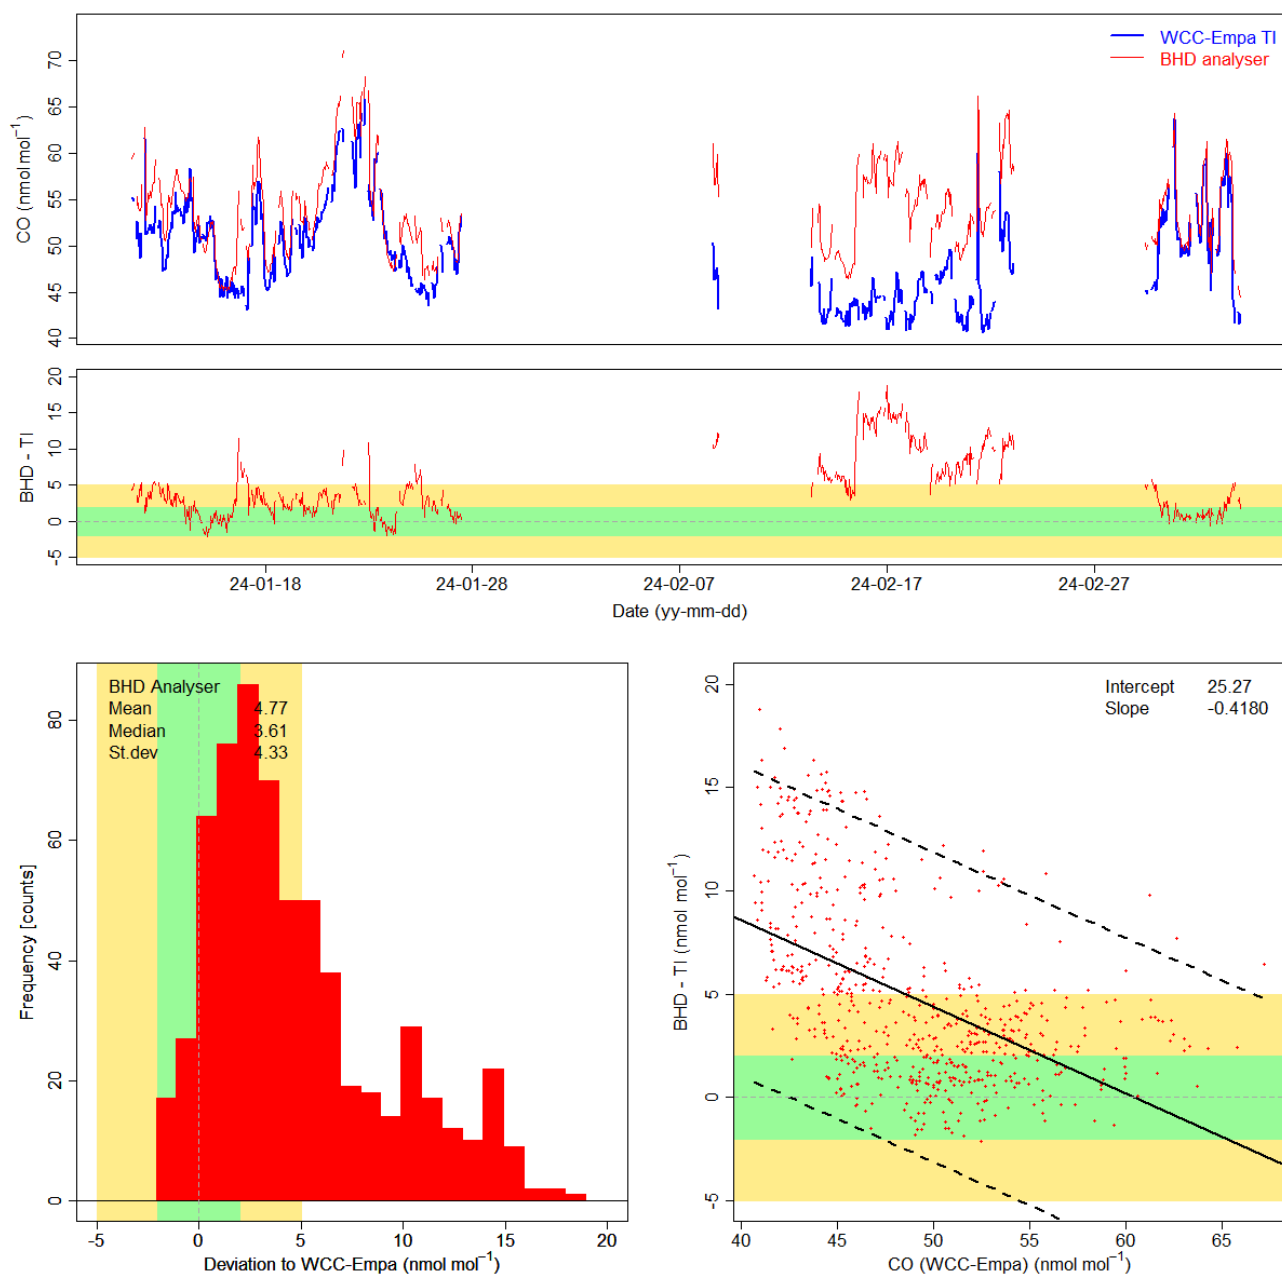 WCC-Empa TI
BHD analyser
CO (nmol mol⁻¹)
70
65
60
55
50
45
40
BHD - TI
20
15
10
5
0
-5
24-01-18 24-01-28 24-02-07 24-02-17 24-02-27
Date (yy-mm-dd)
BHD Analyser
Mean 4.77
Median 3.61
St.dev 4.33
Frequency [counts]
80
60
40
20
0
-5 0 5 10 15 20
Deviation to WCC-Empa (nmol mol⁻¹)
Intercept 25.27
Slope -0.4180
BHD - TI (nmol mol⁻¹)
20
15
10
5
0
-5
40 45 50 55 60 65
CO (WCC-Empa) (nmol mol⁻¹)